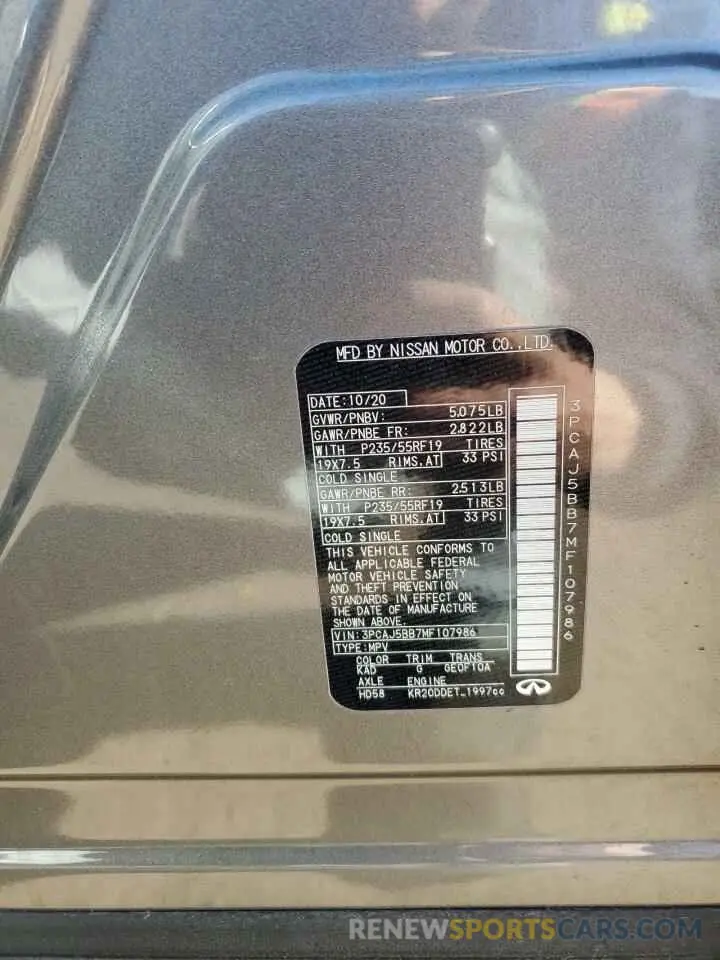 MFD BY NISSAN MOTOR CO.,LTD.
DATE:10/20
GVWR/PNBV: 5,075LB
GAWR/PNBE FR: 2,822LB
WITH P235/55RF19 TIRES
19X7.5 RIMS.AT 33 PSI
COLD SINGLE
GAWR/PNBE RR: 2,513LB
WITH P235/55RF19 TIRES
19X7.5 RIMS.AT 33 PSI
COLD SINGLE
THIS VEHICLE CONFORMS TO
ALL APPLICABLE FEDERAL
MOTOR VEHICLE SAFETY
AND THEFT PREVENTION
STANDARDS IN EFFECT ON
THE DATE OF MANUFACTURE
SHOWN ABOVE.
VIN:3PCAJ5BB7MF107986
TYPE:MPV
COLOR TRIM TRANS
KAD G GE0F10A
AXLE ENGINE
HD58 KR20DDET-1997cc
3PCAJ5BB7MF107986
RENEWSPORTSCARS.COM